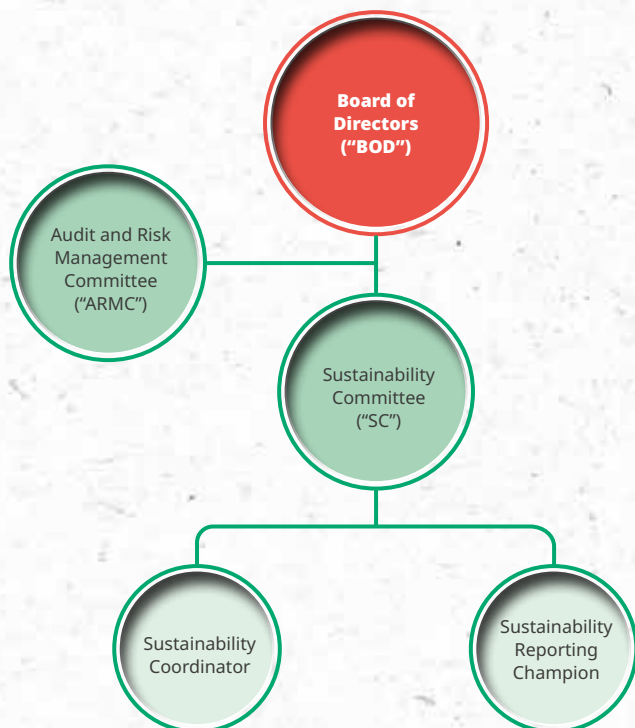 Board of
Directors
(“BOD”)
Audit and Risk
Management
Committee
(“ARMC”)
Sustainability
Committee
(“SC”)
Sustainability
Coordinator
Sustainability
Reporting
Champion